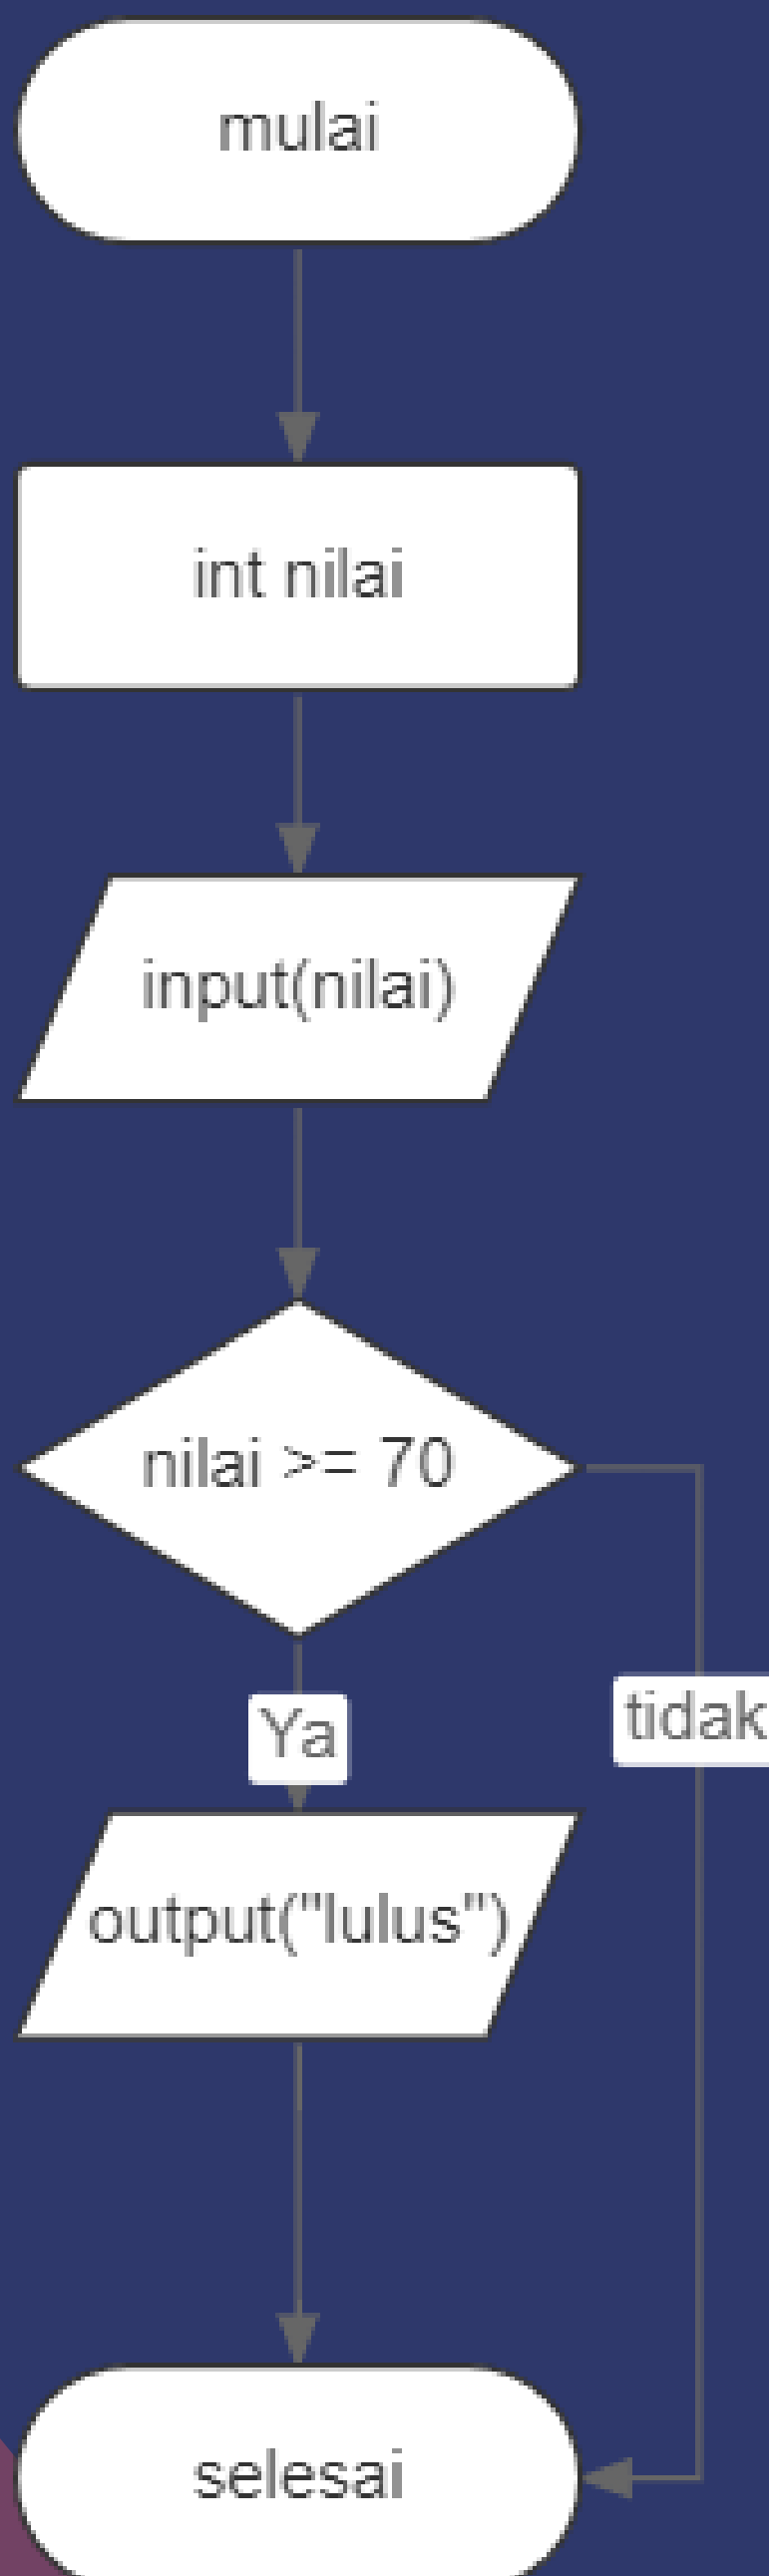 mulai
int nilai
input(nilai)
nilai >= 70
Ya
tidak
output("lulus")
selesai